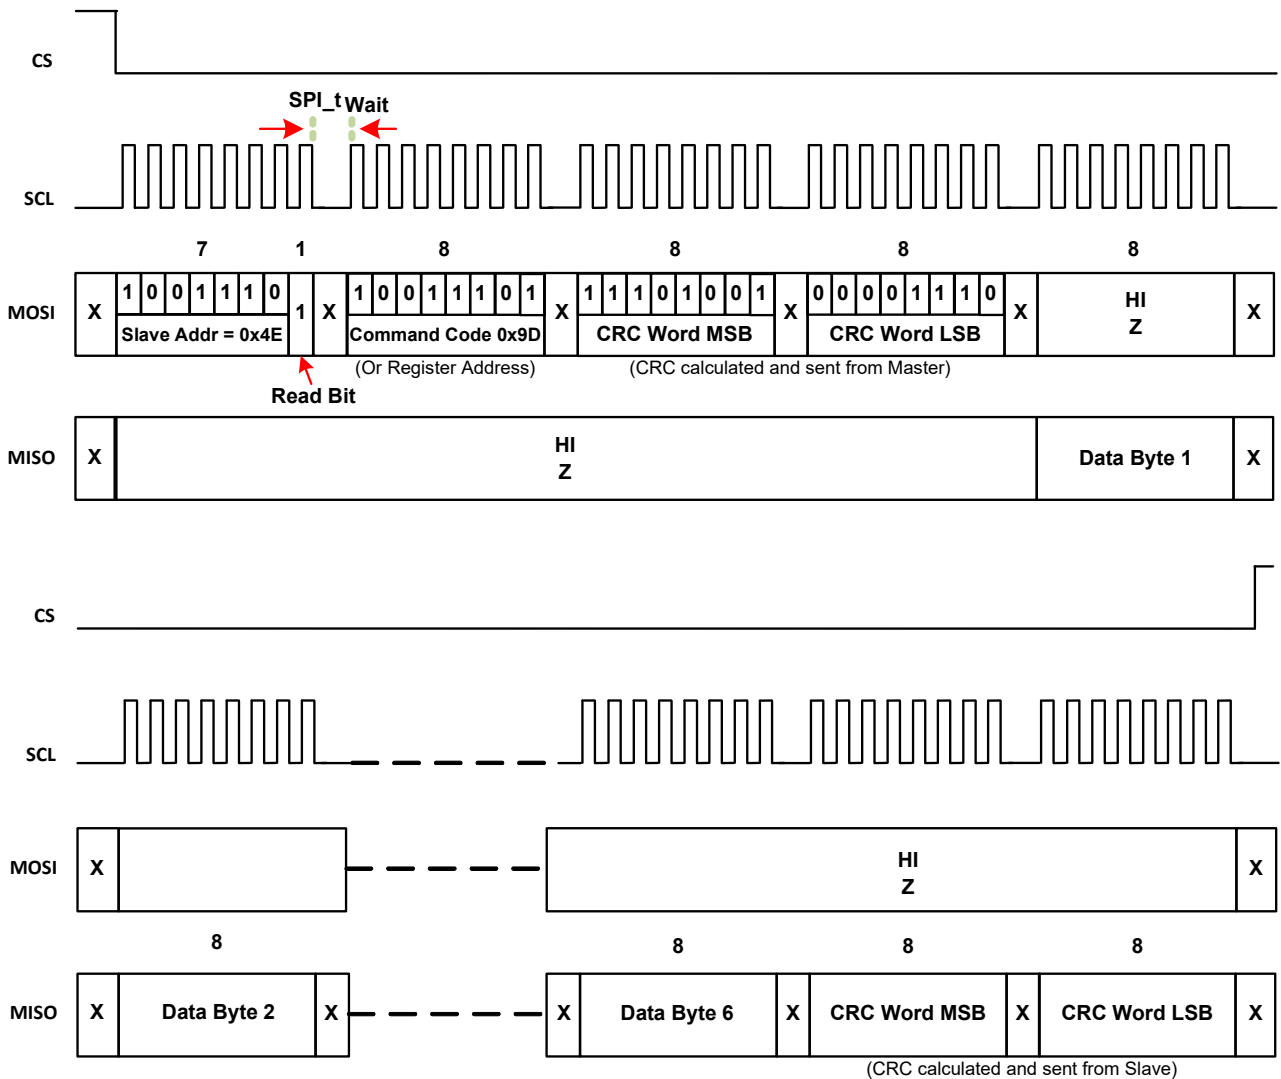 CS
SPI_t Wait
SCL
7 1 8 8 8 8
MOSI X 1 0 0 1 1 1 0 1 X 1 0 0 1 1 1 0 1 X 1 1 1 0 1 0 0 1 X 0 0 0 0 1 1 1 0 X HI X
Slave Addr = 0x4E Command Code 0x9D CRC Word MSB CRC Word LSB Z
(Or Register Address) (CRC calculated and sent from Master)
Read Bit
MISO X HI Data Byte 1 X
Z
CS
SCL
MOSI X HI X
Z
8 8 8 8
MISO X Data Byte 2 X X Data Byte 6 X CRC Word MSB X CRC Word LSB X
(CRC calculated and sent from Slave)